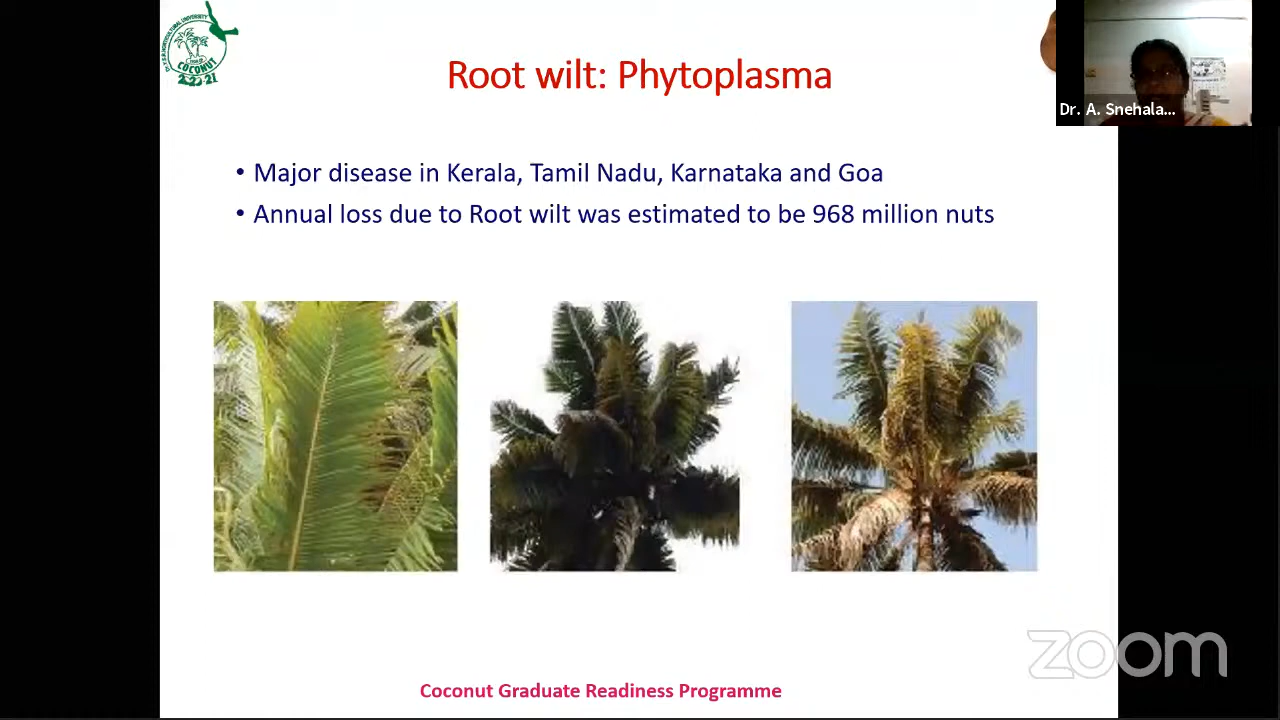 COCONUT
Root wilt: Phytoplasma
Dr. A. Snehala...
• Major disease in Kerala, Tamil Nadu, Karnataka and Goa
• Annual loss due to Root wilt was estimated to be 968 million nuts
zoom
Coconut Graduate Readiness Programme